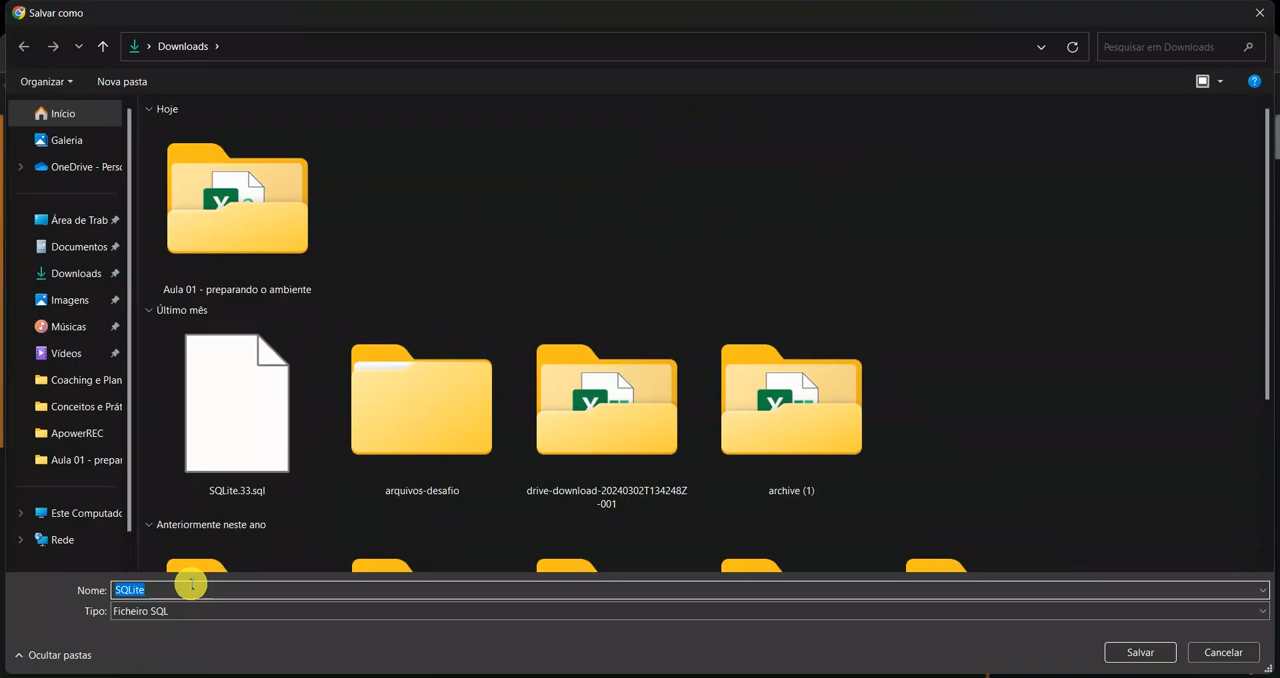 Salvar como
Downloads
Pesquisar em Downloads
Organizar
Nova pasta
Início
Galeria
OneDrive - Perso
Área de Trab
Documentos
Downloads
Imagens
Músicas
Vídeos
Coaching e Plan
Conceitos e Prát
ApowerREC
Aula 01 - prepar
Este Computado
Rede
Hoje
Aula 01 - preparando o ambiente
Último mês
SQLite.33.sql
arquivos-desafio
drive-download-20240302T134248Z
-001
archive (1)
Anteriormente neste ano
Nome: SQLite
Tipo: Ficheiro SQL
Ocultar pastas
Salvar
Cancelar